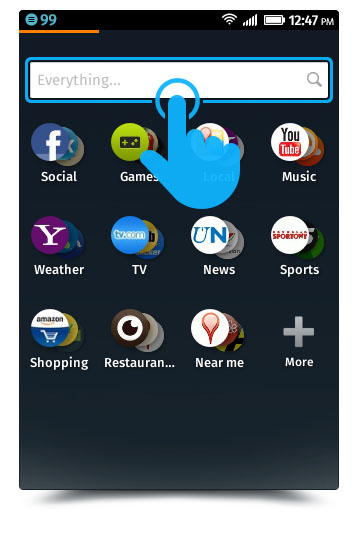 99
12:47 PM
Everything...
f
You
Tube
Social
Games
Local
Music
Y
tv.com
UN
Weather
TV
News
Sports
amazon
Shopping
Restauran...
Near me
More